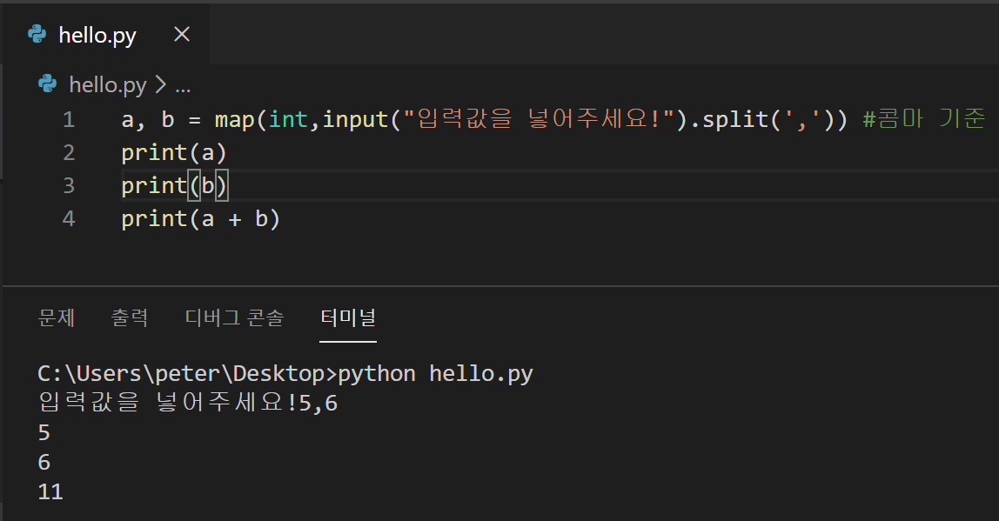 hello.py
hello.py > ...
1 a, b = map(int,input("입력값을 넣어주세요!").split(',')) #콤마 기준
2 print(a)
3 print(b)
4 print(a + b)
문제 출력 디버그 콘솔 터미널
C:\Users\peter\Desktop>python hello.py
입력값을 넣어주세요!5,6
5
6
11